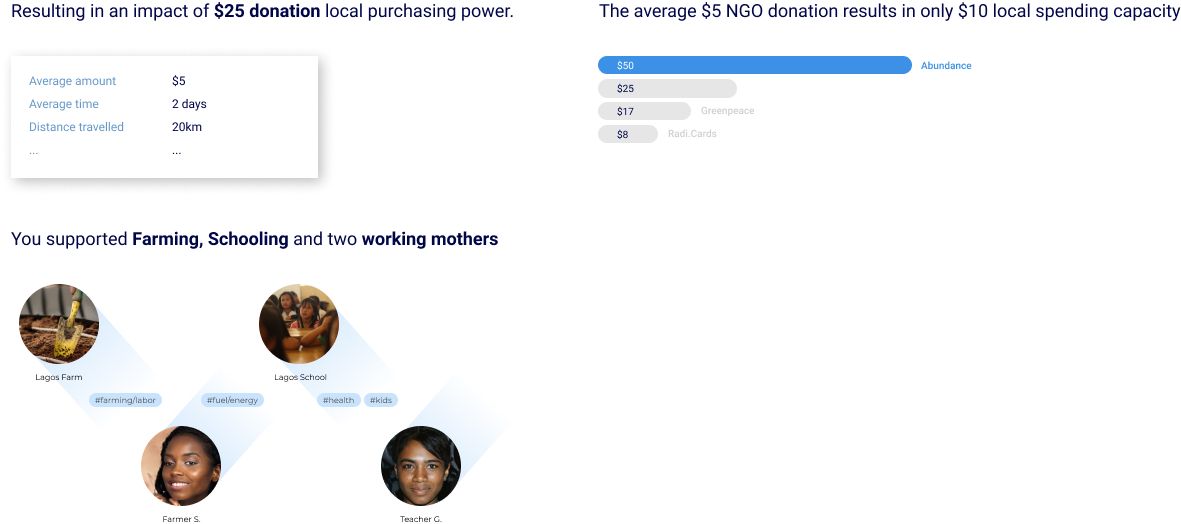 Resulting in an impact of $25 donation local purchasing power.
Average amount $5
Average time 2 days
Distance travelled 20km
... ...
The average $5 NGO donation results in only $10 local spending capacity
$50 Abundance
$25
$17 Greenpeace
$8 Radi.Cards
You supported Farming, Schooling and two working mothers
Lagos Farm
Lagos School
#farming/labor
#fuel/energy
#health
#kids
Farmer S.
Teacher G.